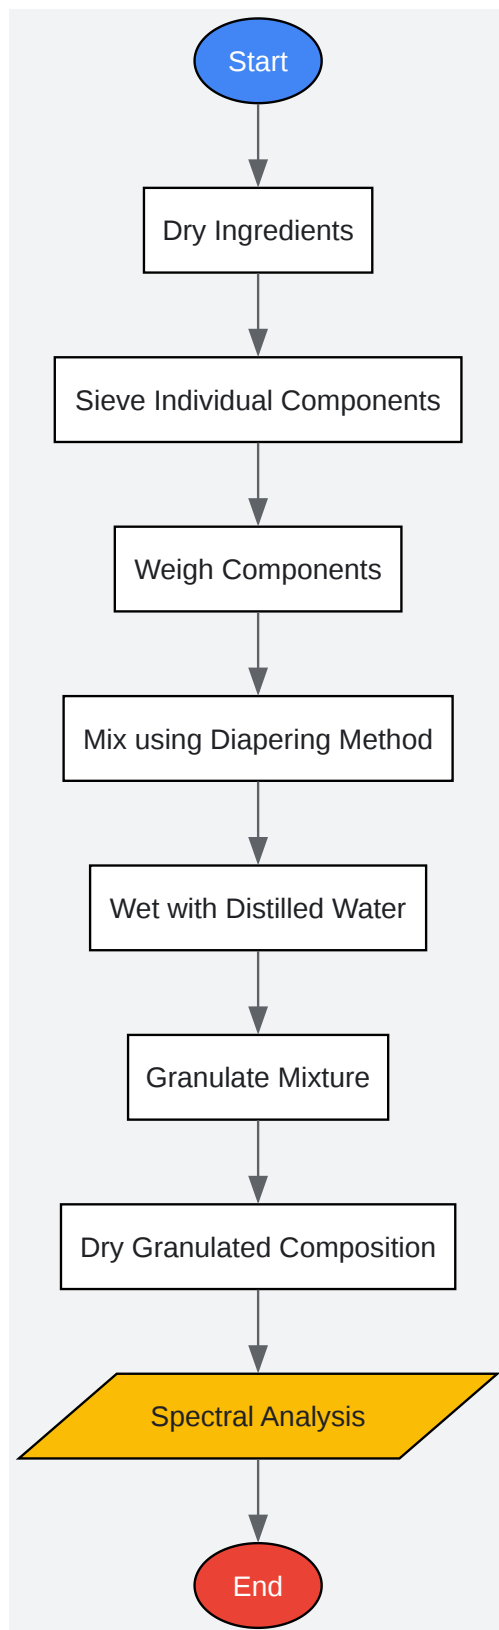 Start
Dry Ingredients
Sieve Individual Components
Weigh Components
Mix using Diapering Method
Wet with Distilled Water
Granulate Mixture
Dry Granulated Composition
Spectral Analysis
End